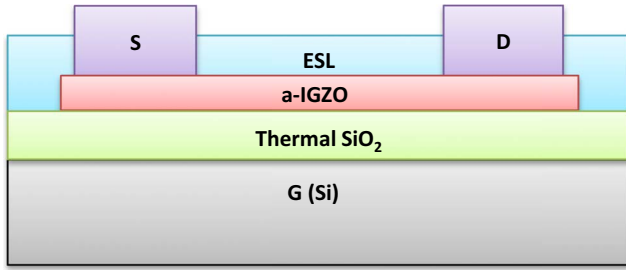 S
D
ESL
a-IGZO
Thermal SiO₂
G (Si)